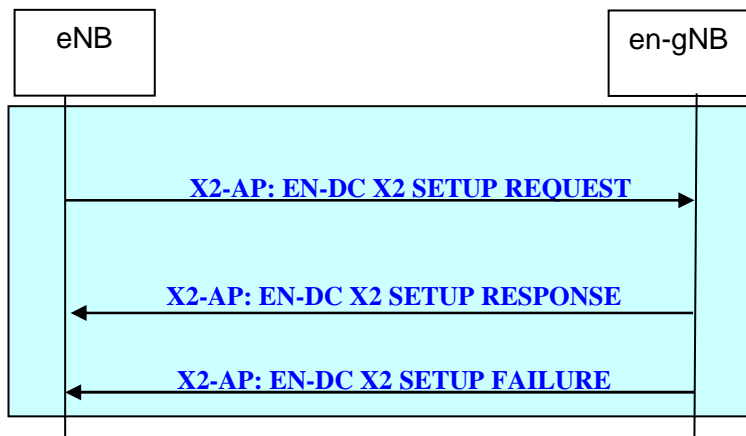 eNB
en-gNB
X2-AP: EN-DC X2 SETUP REQUEST
X2-AP: EN-DC X2 SETUP RESPONSE
X2-AP: EN-DC X2 SETUP FAILURE